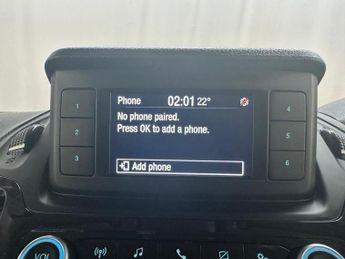 Phone 02:01 22°
No phone paired.
Press OK to add a phone.
Add phone
1
2
3
4
5
6
VOL